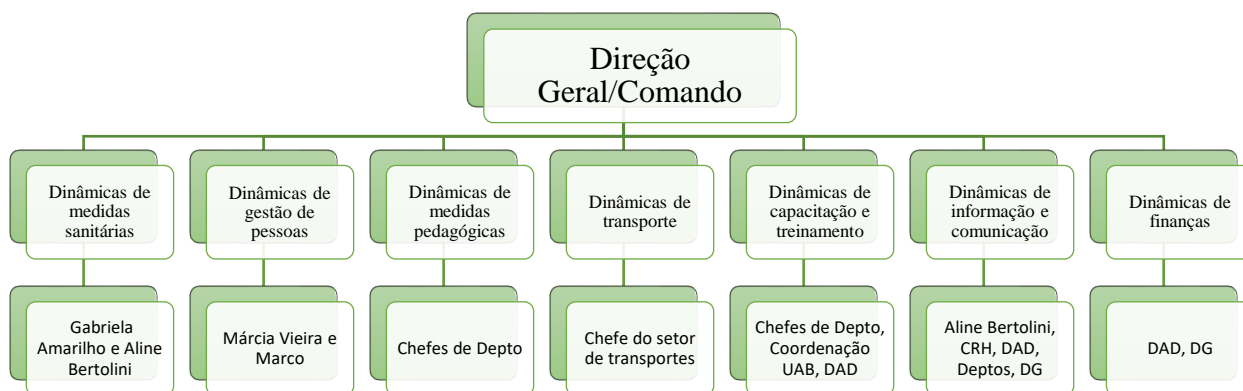 Direção
Geral/Comando
Dinâmicas de
medidas
sanitárias
Dinâmicas de
gestão de
pessoas
Dinâmicas de
medidas
pedagógicas
Dinâmicas de
transporte
Dinâmicas de
capacitação e
treinamento
Dinâmicas de
informação e
comunicação
Dinâmicas de
finanças
Gabriela
Amarilho e Aline
Bertolini
Márcia Vieira e
Marco
Chefes de Depto
Chefe do setor
de transportes
Chefes de Depto,
Coordenação
UAB, DAD
Aline Bertolini,
CRH, DAD,
Deptos, DG
DAD, DG